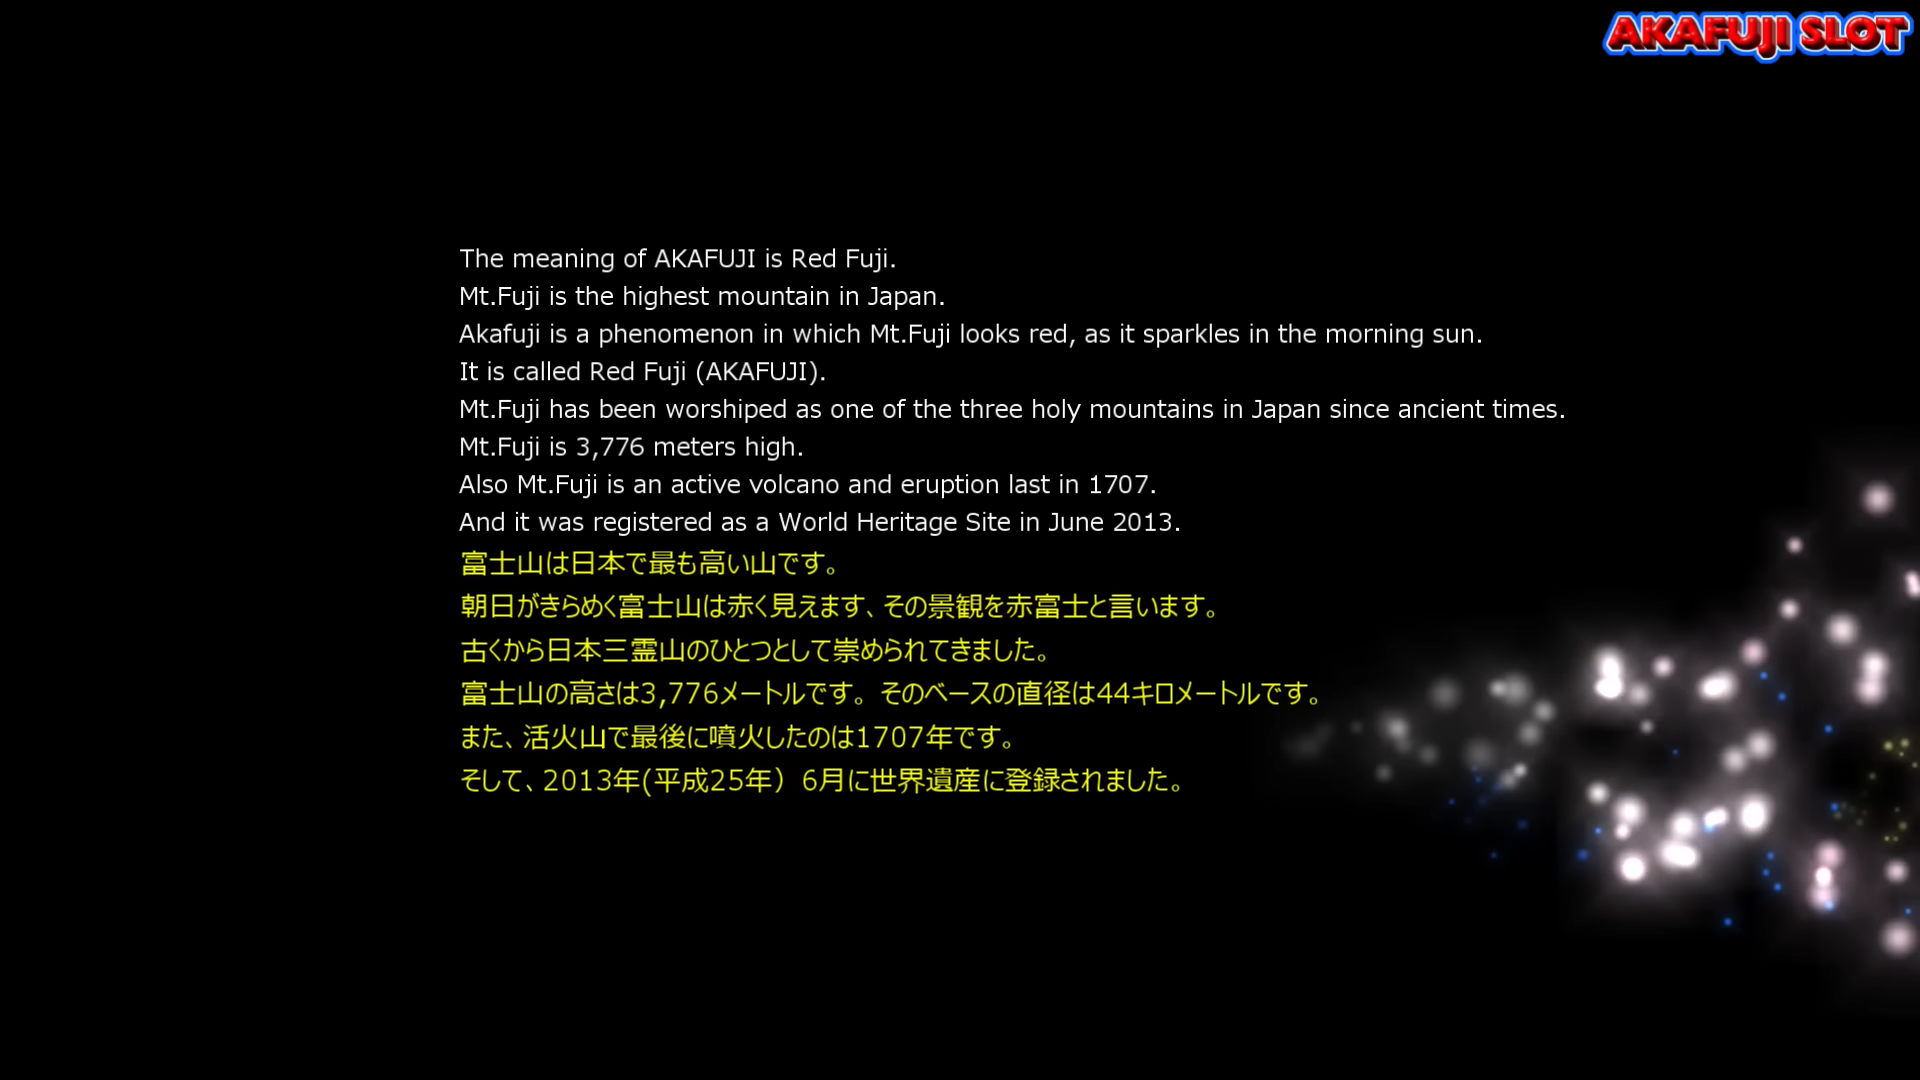 AKAFUJI SLOT
The meaning of AKAFUJI is Red Fuji.
Mt.Fuji is the highest mountain in Japan.
Akafuji is a phenomenon in which Mt.Fuji looks red, as it sparkles in the morning sun.
It is called Red Fuji (AKAFUJI).
Mt.Fuji has been worshiped as one of the three holy mountains in Japan since ancient times.
Mt.Fuji is 3,776 meters high.
Also Mt.Fuji is an active volcano and eruption last in 1707.
And it was registered as a World Heritage Site in June 2013.
富士山は日本で最も高い山です。
朝日がきらめく富士山は赤く見えます、その景観を赤富士と言います。
古くから日本三霊山のひとつとして崇められてきました。
富士山の高さは3,776メートルです。そのベースの直径は44キロメートルです。
また、活火山で最後に噴火したのは1707年です。
そして、2013年(平成25年）6月に世界遺産に登録されました。